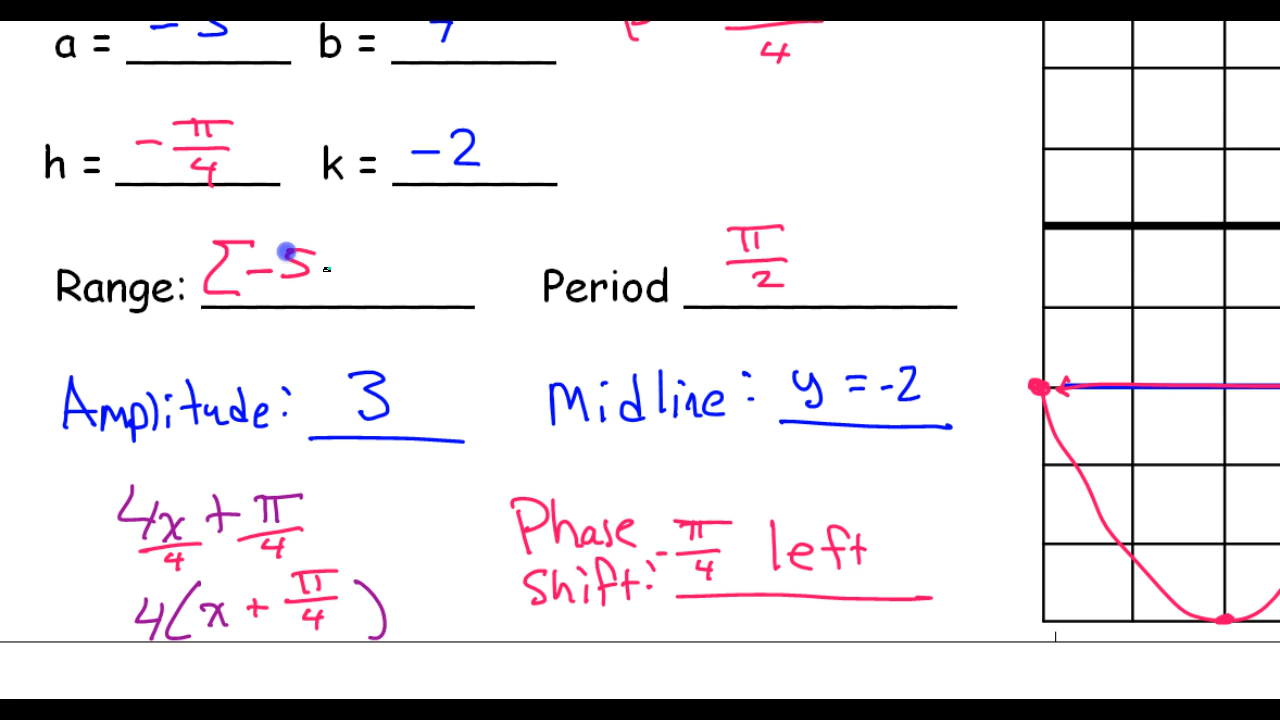 a = -3 b = 4 4
h = -π/4 k = -2
Range: [-5 Period π/2
Amplitude: 3 Midline: y = -2
4x/4 + π/4
Phase
shift: -π/4 left
4(x + π/4)